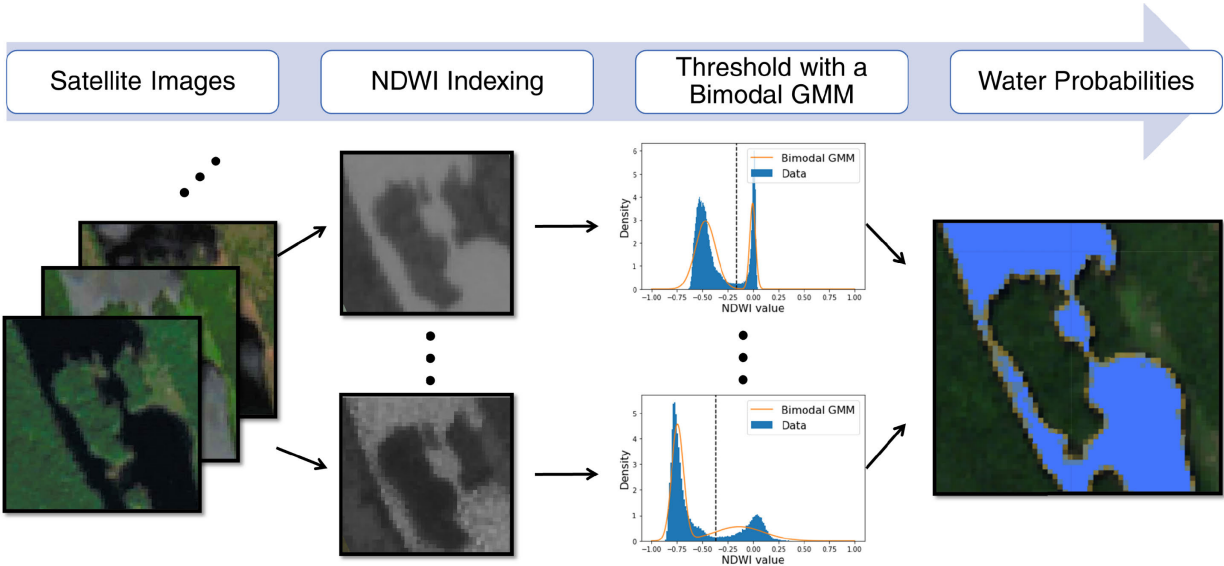 Satellite Images
NDWI Indexing
Threshold with a
Bimodal GMM
Water Probabilities
Bimodal GMM
Data
Density
6
5
4
3
2
1
0
-1.00 -0.75 -0.50 -0.25 0.00 0.25 0.50 0.75 1.00
NDWI value
Bimodal GMM
Data
Density
5
4
3
2
1
0
-1.00 -0.75 -0.50 -0.25 0.00 0.25 0.50 0.75 1.00
NDWI value